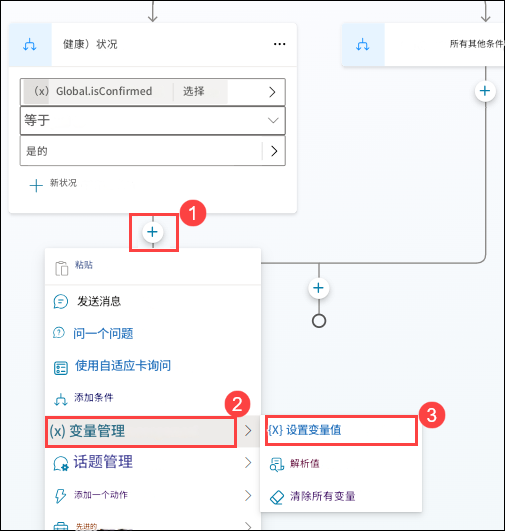 健康）状况
所有其他条件
（x） Global.isConfirmed 选择
等于
是的
新状况
1
粘贴
发送消息
问一个问题
使用自适应卡询问
添加条件
2
3
(x) 变量管理
{X} 设置变量值
话题管理
解析值
添加一个动作
清除所有变量
先进的